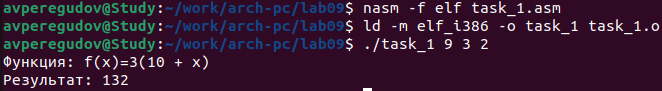 avperegudov@Study:~/work/arch-pc/lab09$ nasm -f elf task_1.asm
avperegudov@Study:~/work/arch-pc/lab09$ ld -m elf_i386 -o task_1 task_1.o
avperegudov@Study:~/work/arch-pc/lab09$ ./task_1 9 3 2
Функция: f(x)=3(10 + x)
Результат: 132